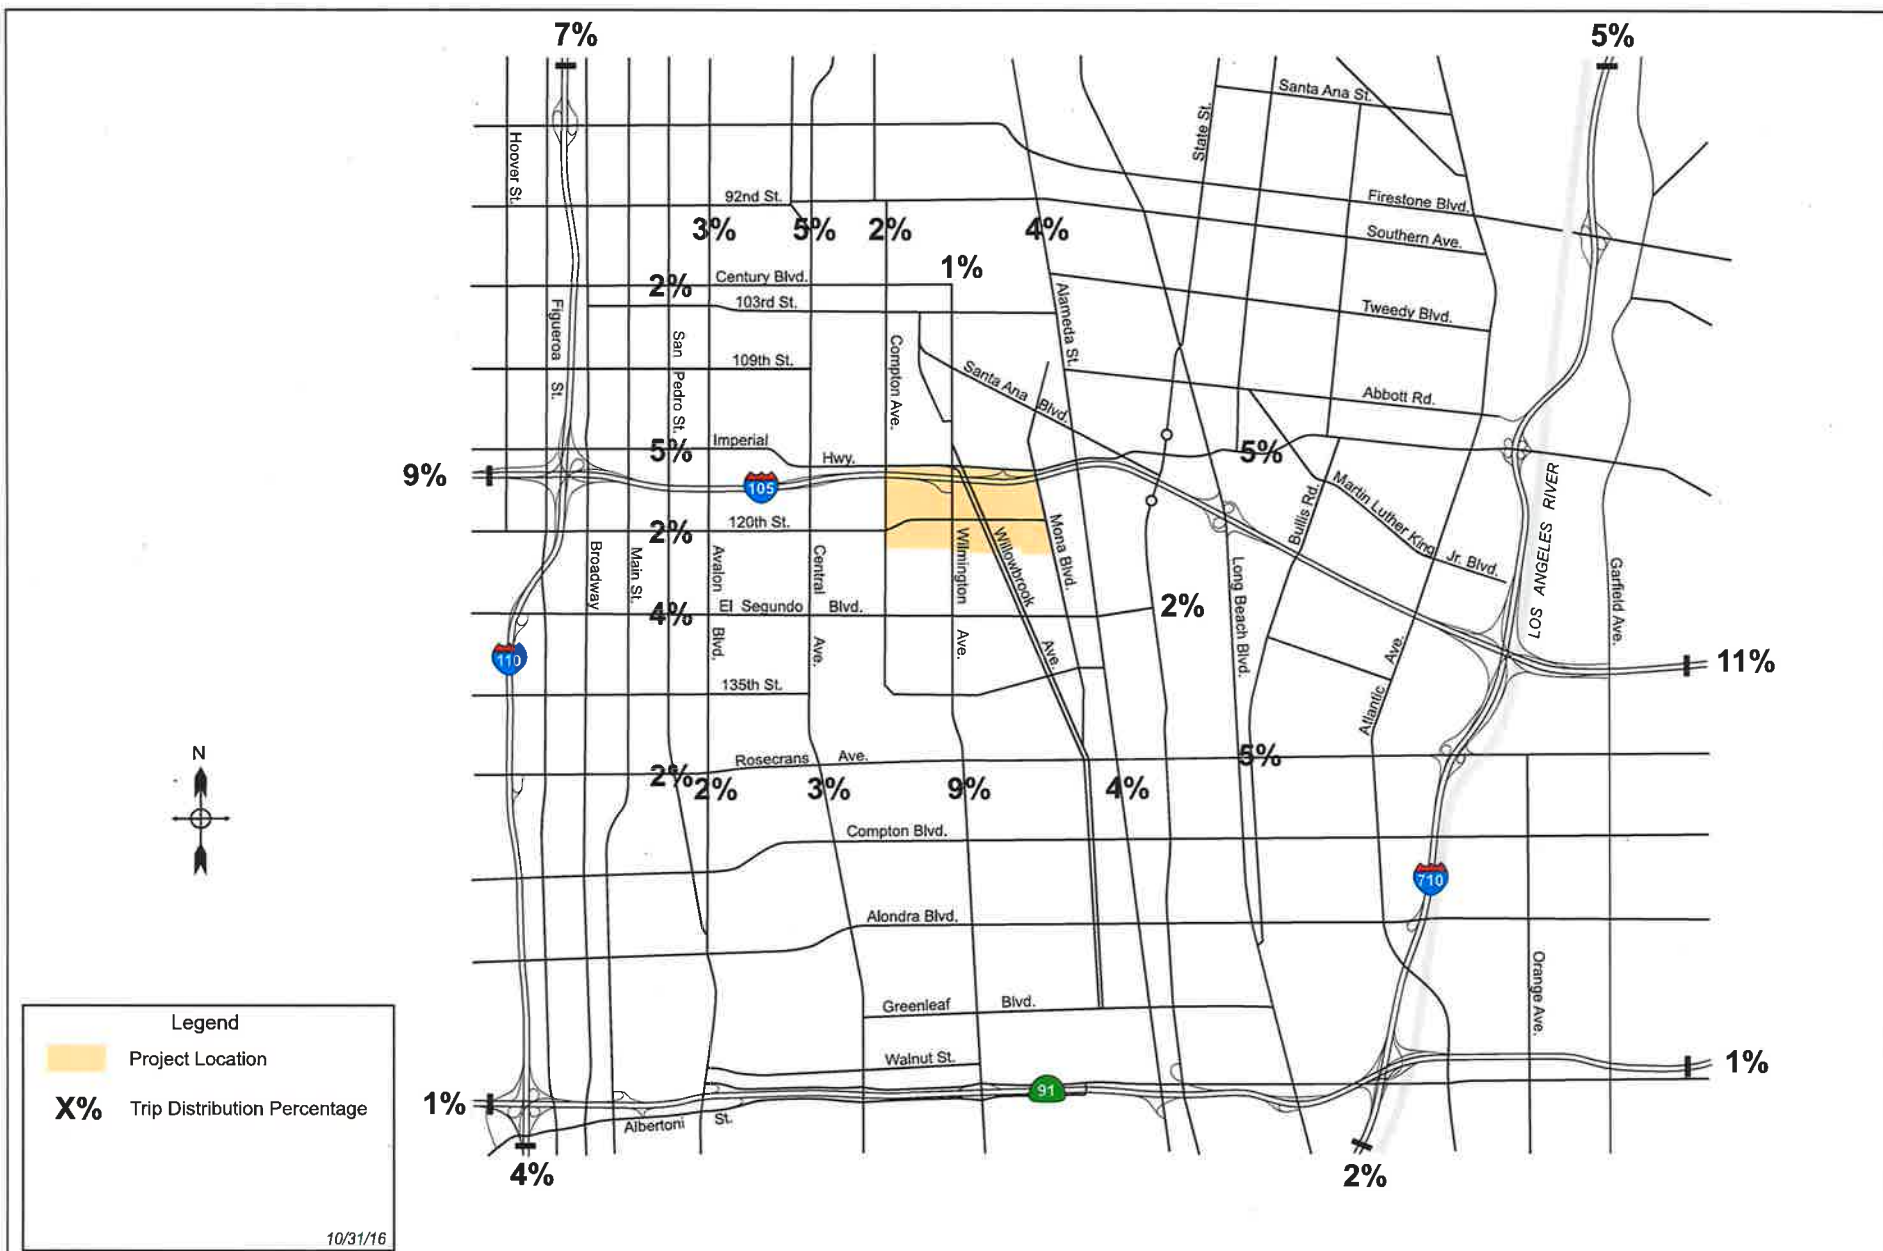 7%
5%
Santa Ana St.
State St.
Hoover St.
92nd St.
Firestone Blvd.
3%
5%
2%
4%
Southern Ave.
1%
2%
Century Blvd.
103rd St.
Alameda St.
Tweedy Blvd.
Figueroa St.
San Pedro St.
109th St.
Compton Ave.
Santa Ana Blvd.
Abbott Rd.
5%
Imperial Hwy.
5%
9%
105
Martin Luther King Jr. Blvd.
Bullis Rd.
LOS ANGELES RIVER
2%
120th St.
Broadway
Main St.
Avalon Blvd.
Central Ave.
Wilmington Ave.
Willowbrook Ave.
Mona Blvd.
Long Beach Blvd.
Garfield Ave.
4%
El Segundo Blvd.
2%
110
11%
135th St.
Atlantic Ave.
N
Rosecrans Ave.
5%
2%
2%
3%
9%
4%
Compton Blvd.
710
Alondra Blvd.
Orange Ave.
Greenleaf Blvd.
Walnut St.
1%
91
1%
Albertoni St.
4%
2%
Legend
Project Location
X% Trip Distribution Percentage
10/31/16